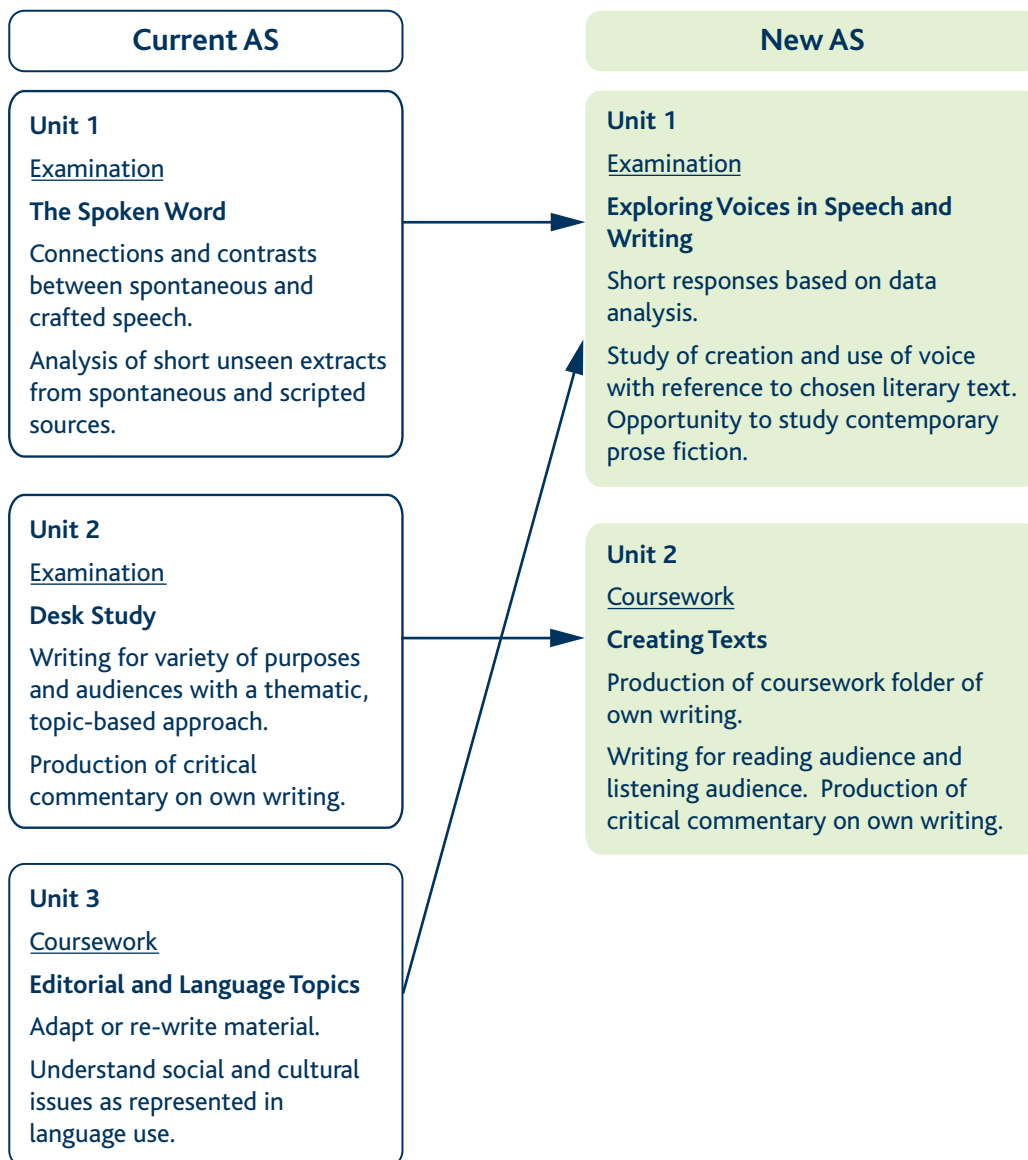 Current AS
Unit 1
Examination
The Spoken Word
Connections and contrasts
between spontaneous and
crafted speech.
Analysis of short unseen extracts
from spontaneous and scripted
sources.
Unit 2
Examination
Desk Study
Writing for variety of purposes
and audiences with a thematic,
topic-based approach.
Production of critical
commentary on own writing.
Unit 3
Coursework
Editorial and Language Topics
Adapt or re-write material.
Understand social and cultural
issues as represented in
language use.
New AS
Unit 1
Examination
Exploring Voices in Speech and
Writing
Short responses based on data
analysis.
Study of creation and use of voice
with reference to chosen literary text.
Opportunity to study contemporary
prose fiction.
Unit 2
Coursework
Creating Texts
Production of coursework folder of
own writing.
Writing for reading audience and
listening audience.  Production of
critical commentary on own writing.